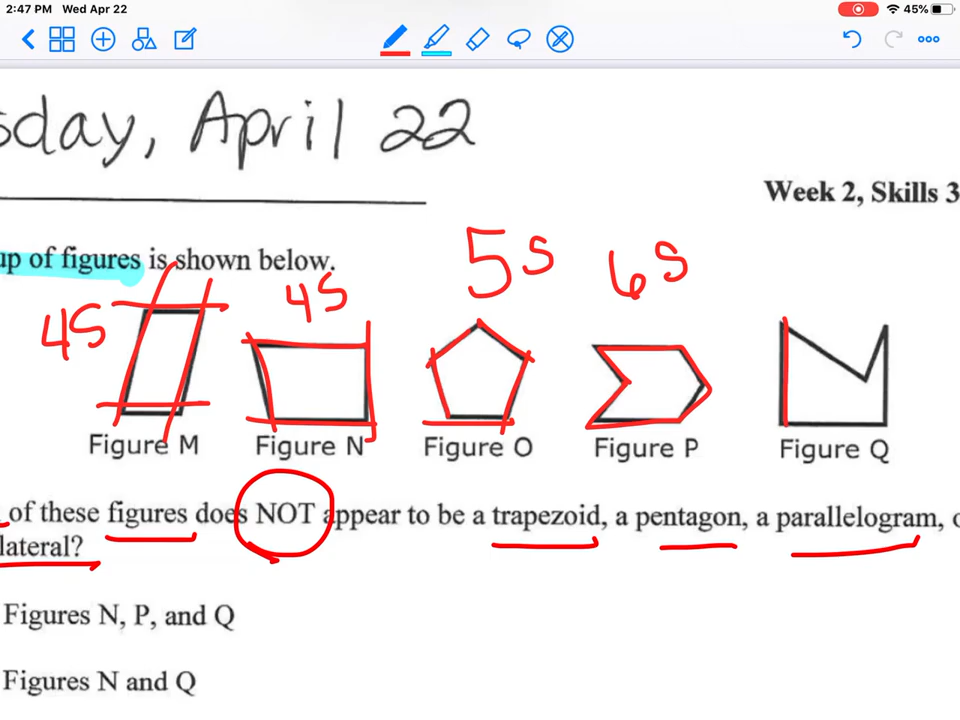 2:47 PM Wed Apr 22
45%
sday, April 22
Week 2, Skills 3
up of figures is shown below.
4S
4S
5s
6s
Figure M
Figure N
Figure O
Figure P
Figure Q
of these figures does NOT appear to be a trapezoid, a pentagon, a parallelogram, o
lateral?
Figures N, P, and Q
Figures N and Q